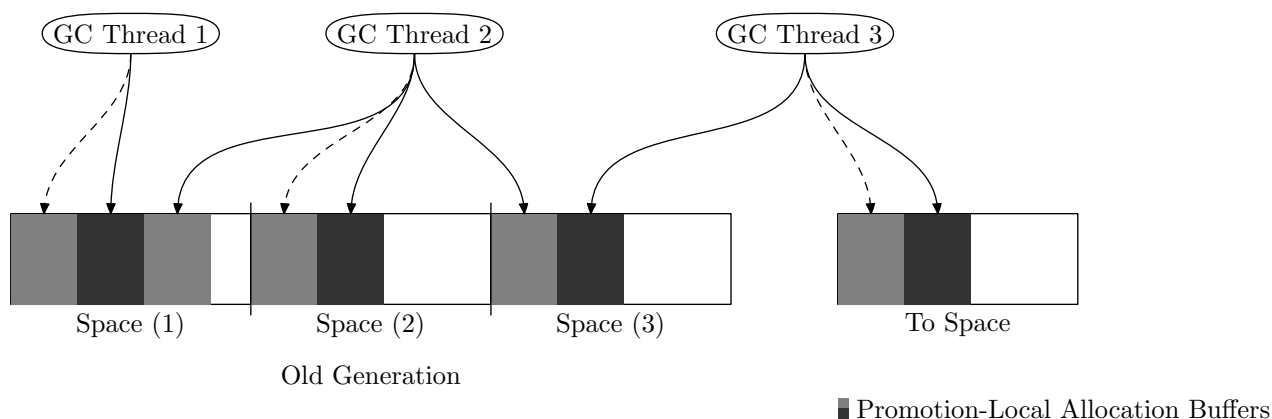 GC Thread 1
GC Thread 2
GC Thread 3
Space (1)
Space (2)
Space (3)
To Space
Old Generation
Promotion-Local Allocation Buffers